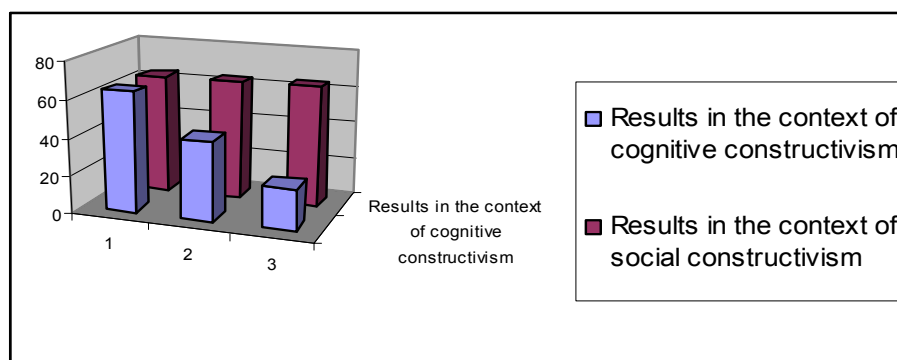 80
60
40
20
0
1
2
3
Results in the context
of cognitive
constructivism
Results in the context of
cognitive constructivism
Results in the context of
social constructivism